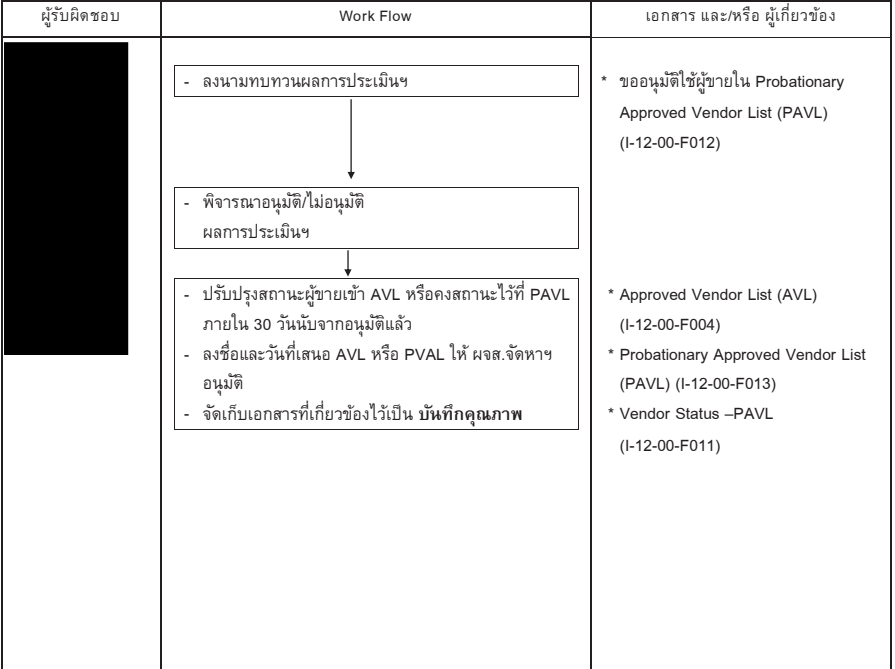 ผู้รับผิดชอบ
Work Flow
เอกสาร และ/หรือ ผู้เกี่ยวข้อง
- ลงนามทบทวนผลการประเมินฯ
* ขออนุมัติใช้ผู้ขายใน Probationary
Approved Vendor List (PAVL)
(I-12-00-F012)
- พิจารณาอนุมัติ/ไม่อนุมัติ
ผลการประเมินฯ
- ปรับปรุงสถานะผู้ขายเข้า AVL หรือคงสถานะไว้ที่ PAVL
ภายใน 30 วันนับจากอนุมัติแล้ว
- ลงชื่อและวันที่เสนอ AVL หรือ PVAL ให้ ผจส.จัดหาฯ
อนุมัติ
- จัดเก็บเอกสารที่เกี่ยวข้องไว้เป็น บันทึกคุณภาพ
* Approved Vendor List (AVL)
(I-12-00-F004)
* Probationary Approved Vendor List
(PAVL) (I-12-00-F013)
* Vendor Status –PAVL
(I-12-00-F011)